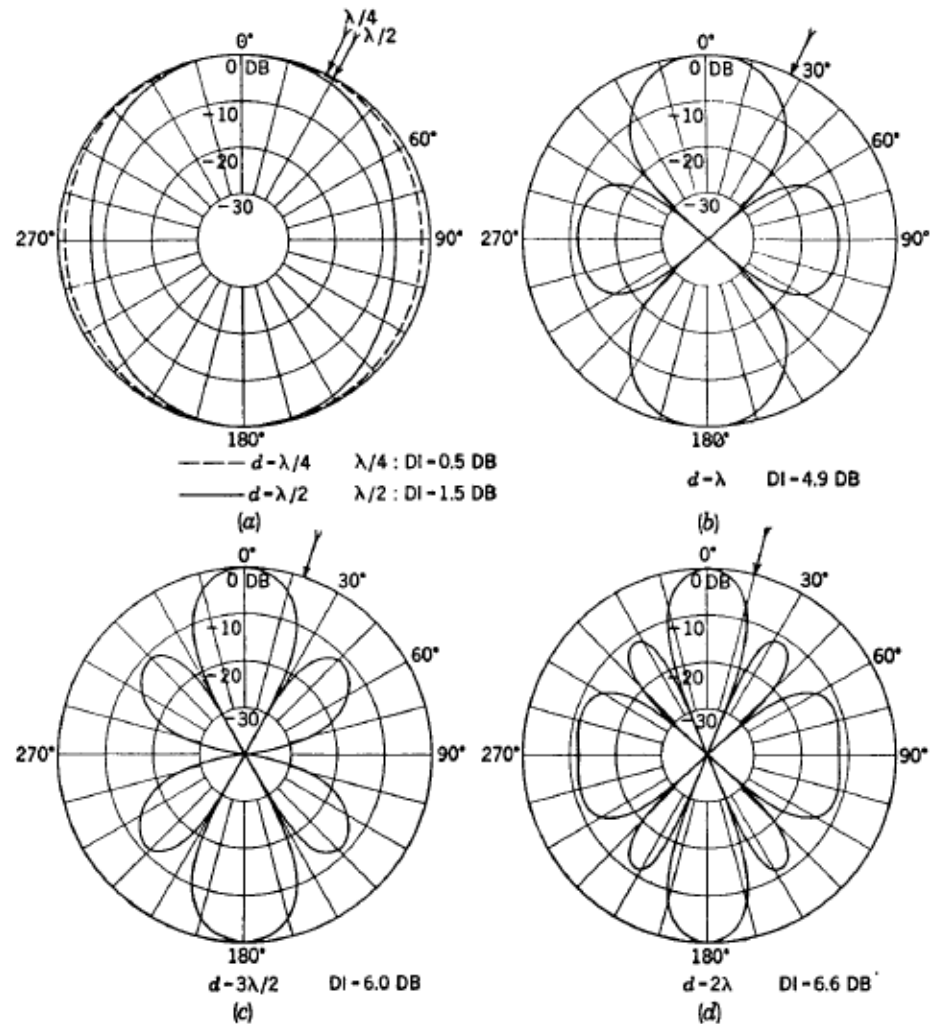 λ/4
λ/2
0°
0 DB
-10
-20
-30
60°
90°
270°
180°
d=λ/4 λ/4 : DI=0.5 DB
d=λ/2 λ/2 : DI=1.5 DB
(a)
0°
0 DB
30°
-10
-20
-30
60°
90°
270°
180°
d=λ DI=4.9 DB
(b)
0°
0 DB
30°
-10
-20
-30
60°
90°
270°
180°
d=3λ/2 DI=6.0 DB
(c)
0°
0 DB
30°
-10
-20
-30
60°
90°
270°
180°
d=2λ DI=6.6 DB
(d)